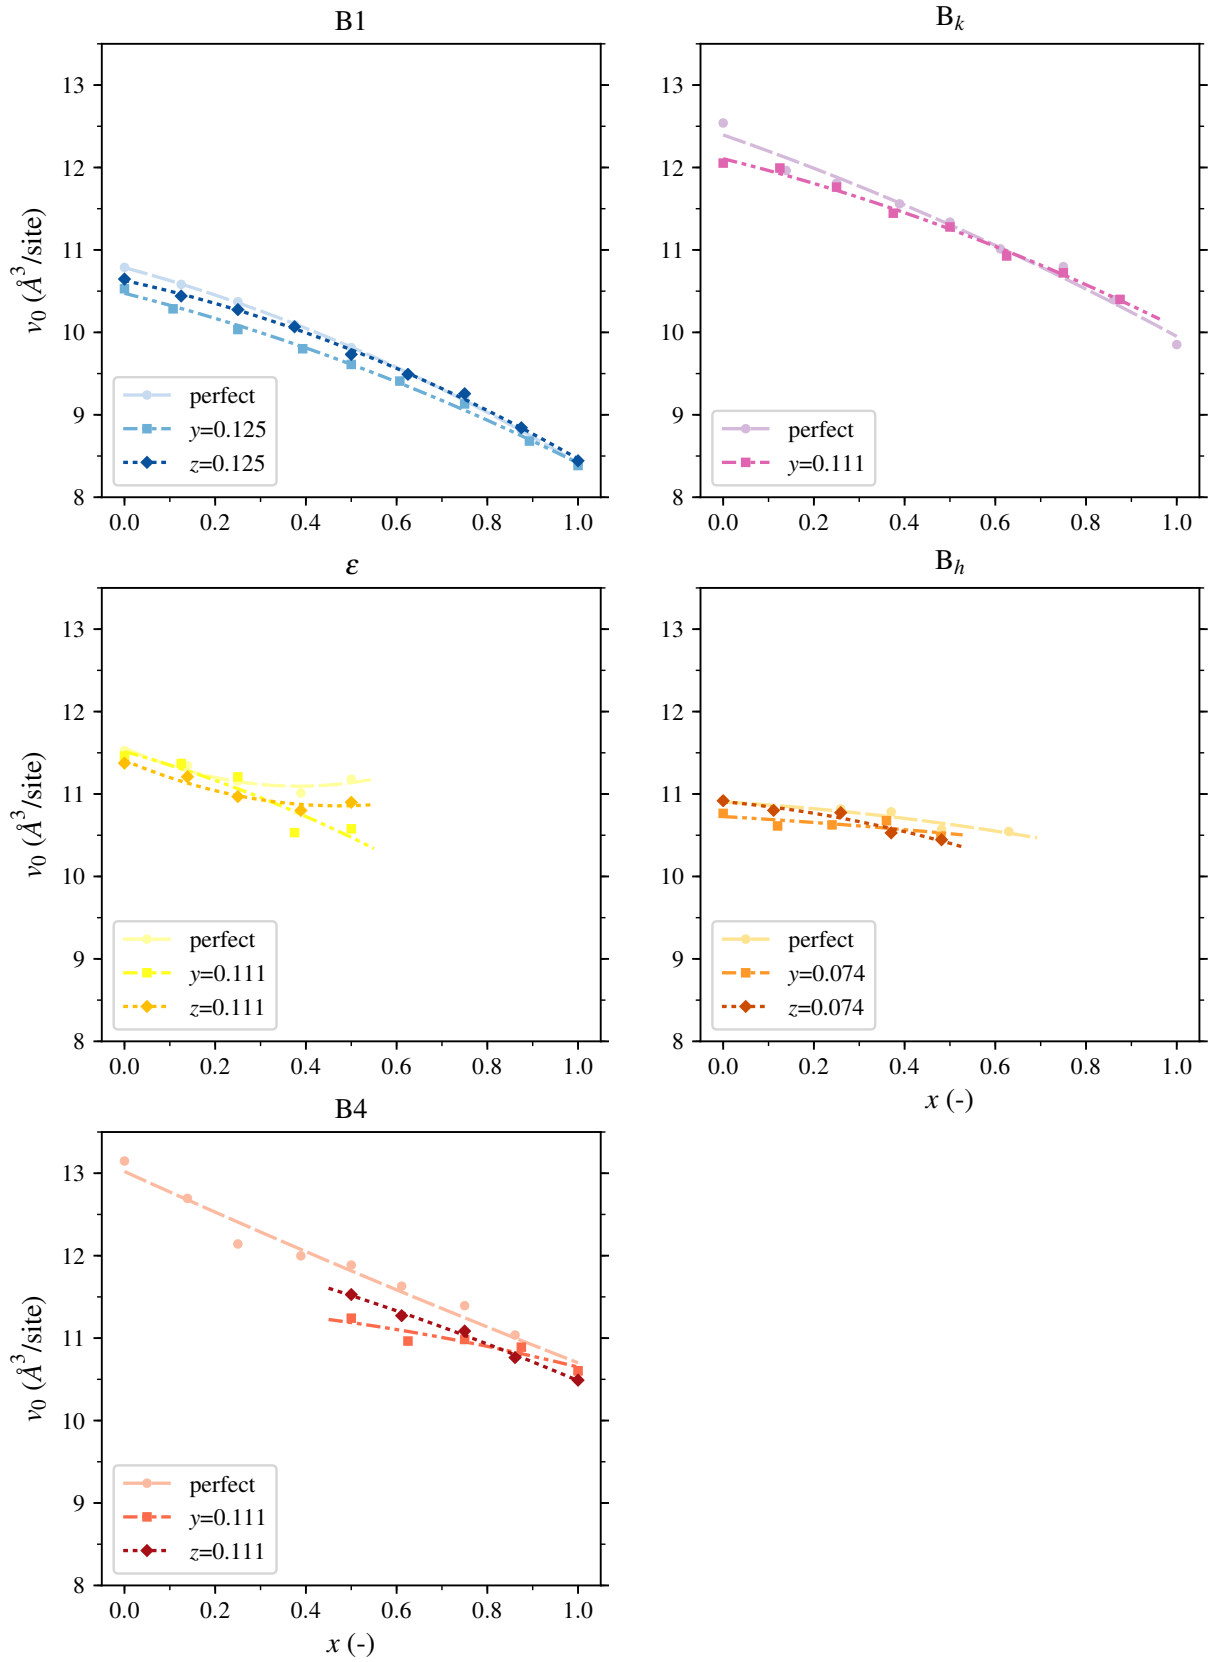 B1
13
12
11
10
9
8
v₀ (Å³/site)
perfect
y=0.125
z=0.125
0.0 0.2 0.4 0.6 0.8 1.0
Bₖ
13
12
11
10
9
8
perfect
y=0.111
0.0 0.2 0.4 0.6 0.8 1.0
ε
13
12
11
10
9
8
v₀ (Å³/site)
perfect
y=0.111
z=0.111
0.0 0.2 0.4 0.6 0.8 1.0
Bₕ
13
12
11
10
9
8
perfect
y=0.074
z=0.074
0.0 0.2 0.4 0.6 0.8 1.0
x (-)
B4
13
12
11
10
9
8
v₀ (Å³/site)
perfect
y=0.111
z=0.111
0.0 0.2 0.4 0.6 0.8 1.0
x (-)